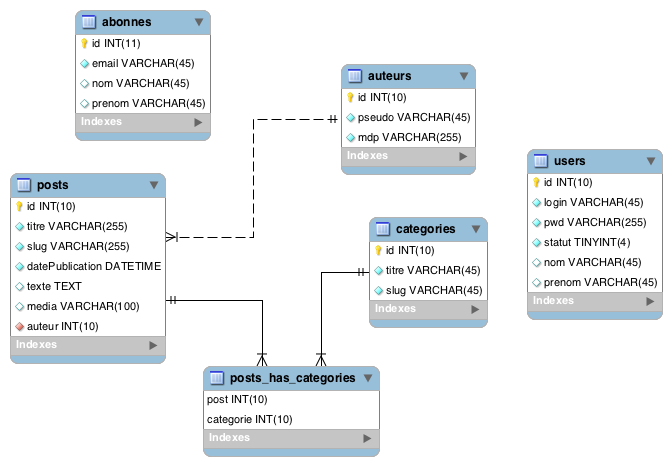 abonnes
id INT(11)
email VARCHAR(45)
nom VARCHAR(45)
prenom VARCHAR(45)
Indexes
auteurs
id INT(10)
pseudo VARCHAR(45)
mdp VARCHAR(255)
Indexes
users
id INT(10)
login VARCHAR(45)
pwd VARCHAR(255)
statut TINYINT(4)
nom VARCHAR(45)
prenom VARCHAR(45)
Indexes
posts
id INT(10)
titre VARCHAR(255)
slug VARCHAR(255)
datePublication DATETIME
texte TEXT
media VARCHAR(100)
auteur INT(10)
Indexes
categories
id INT(10)
titre VARCHAR(45)
slug VARCHAR(45)
Indexes
posts_has_categories
post INT(10)
categorie INT(10)
Indexes